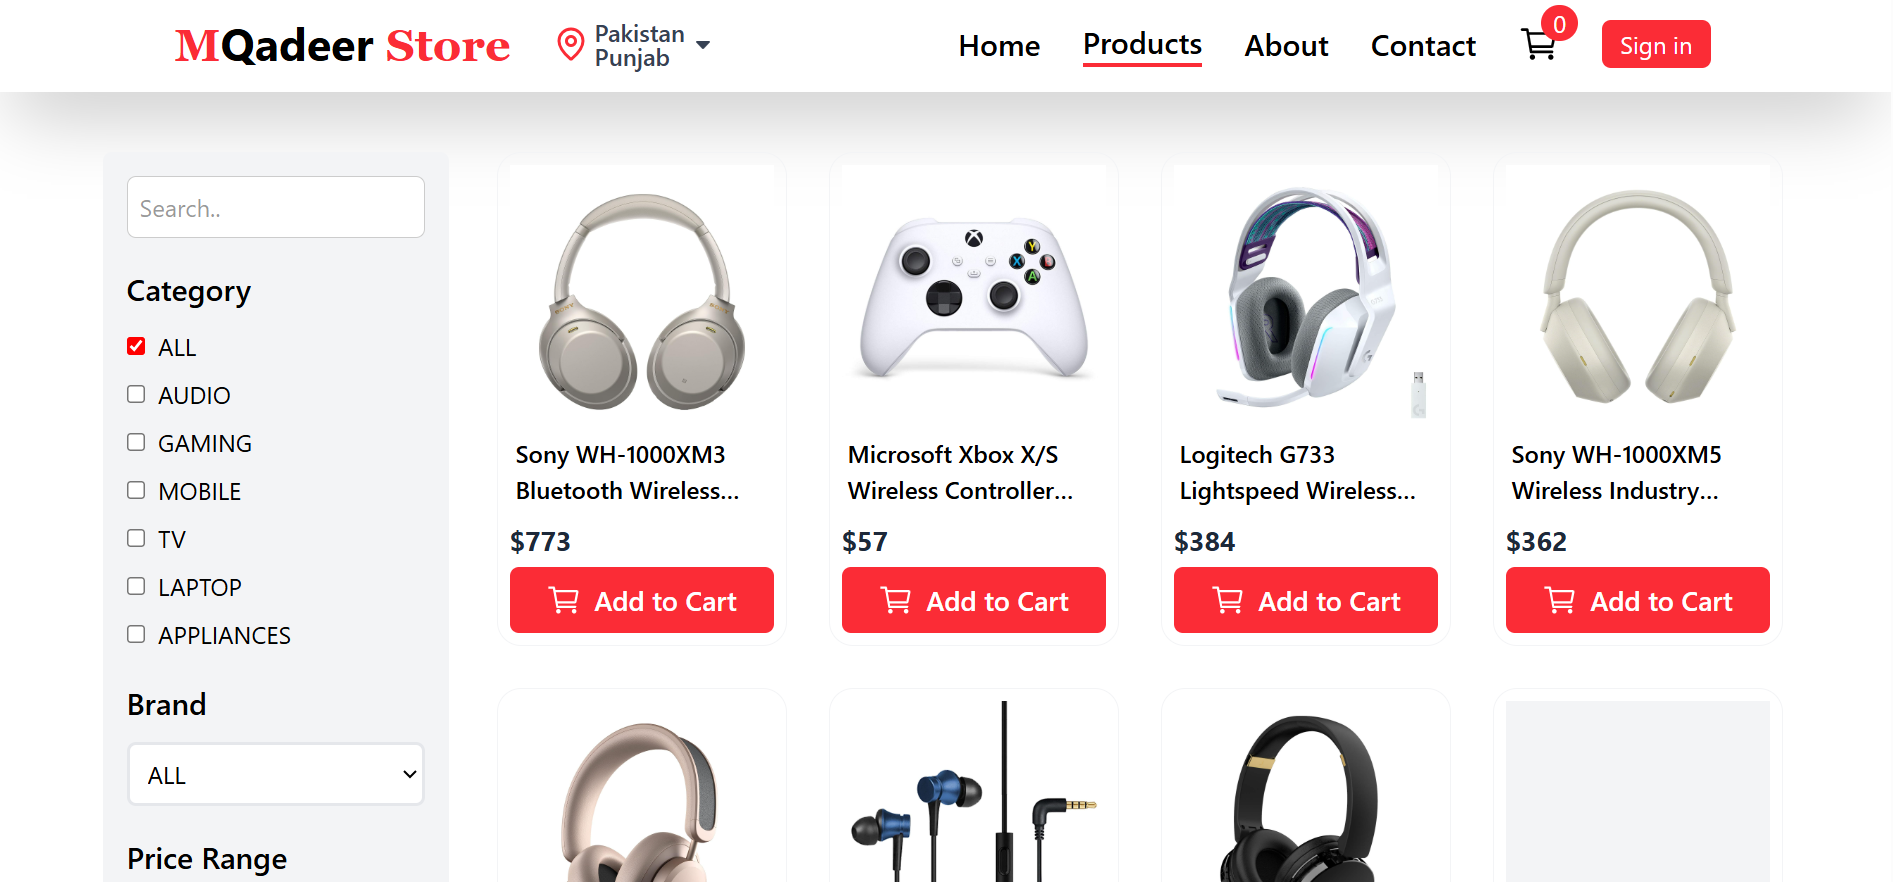 MQadeer Store
Pakistan
Punjab
Home
Products
About
Contact
0
Sign in
Search..
Category
ALL
AUDIO
GAMING
MOBILE
TV
LAPTOP
APPLIANCES
Brand
ALL
Price Range
SONY
SONY
Sony WH-1000XM3
Bluetooth Wireless...
$773
Add to Cart
Y
X
B
A
Microsoft Xbox X/S
Wireless Controller...
$57
Add to Cart
Logitech G733
Lightspeed Wireless...
$384
Add to Cart
Sony WH-1000XM5
Wireless Industry...
$362
Add to Cart